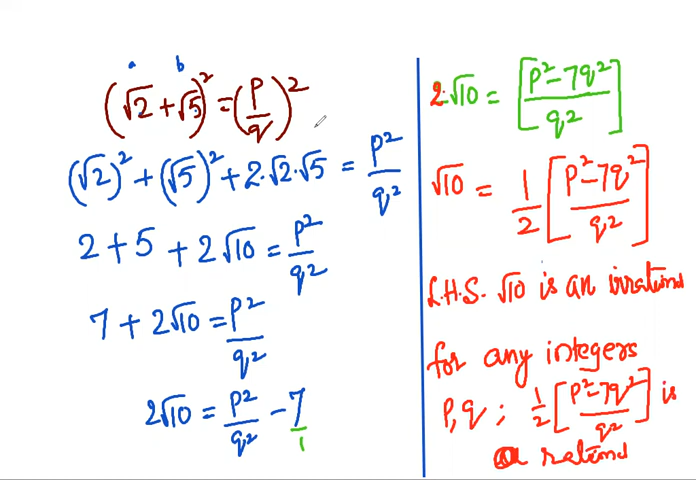 a b
(√2 + √5)² = (p/q)²
(√2)² + (√5)² + 2·√2·√5 = p²/q²
2 + 5 + 2√10 = p²/q²
7 + 2√10 = p²/q²
2√10 = p²/q² - 7/1
2·√10 = [p²-7q²/q²]
√10 = 1/2 [p²-7q²/q²]
L.H.S. √10 is an irrational
for any integers
p, q ; 1/2 [p²-7q²/q²] is
a rational